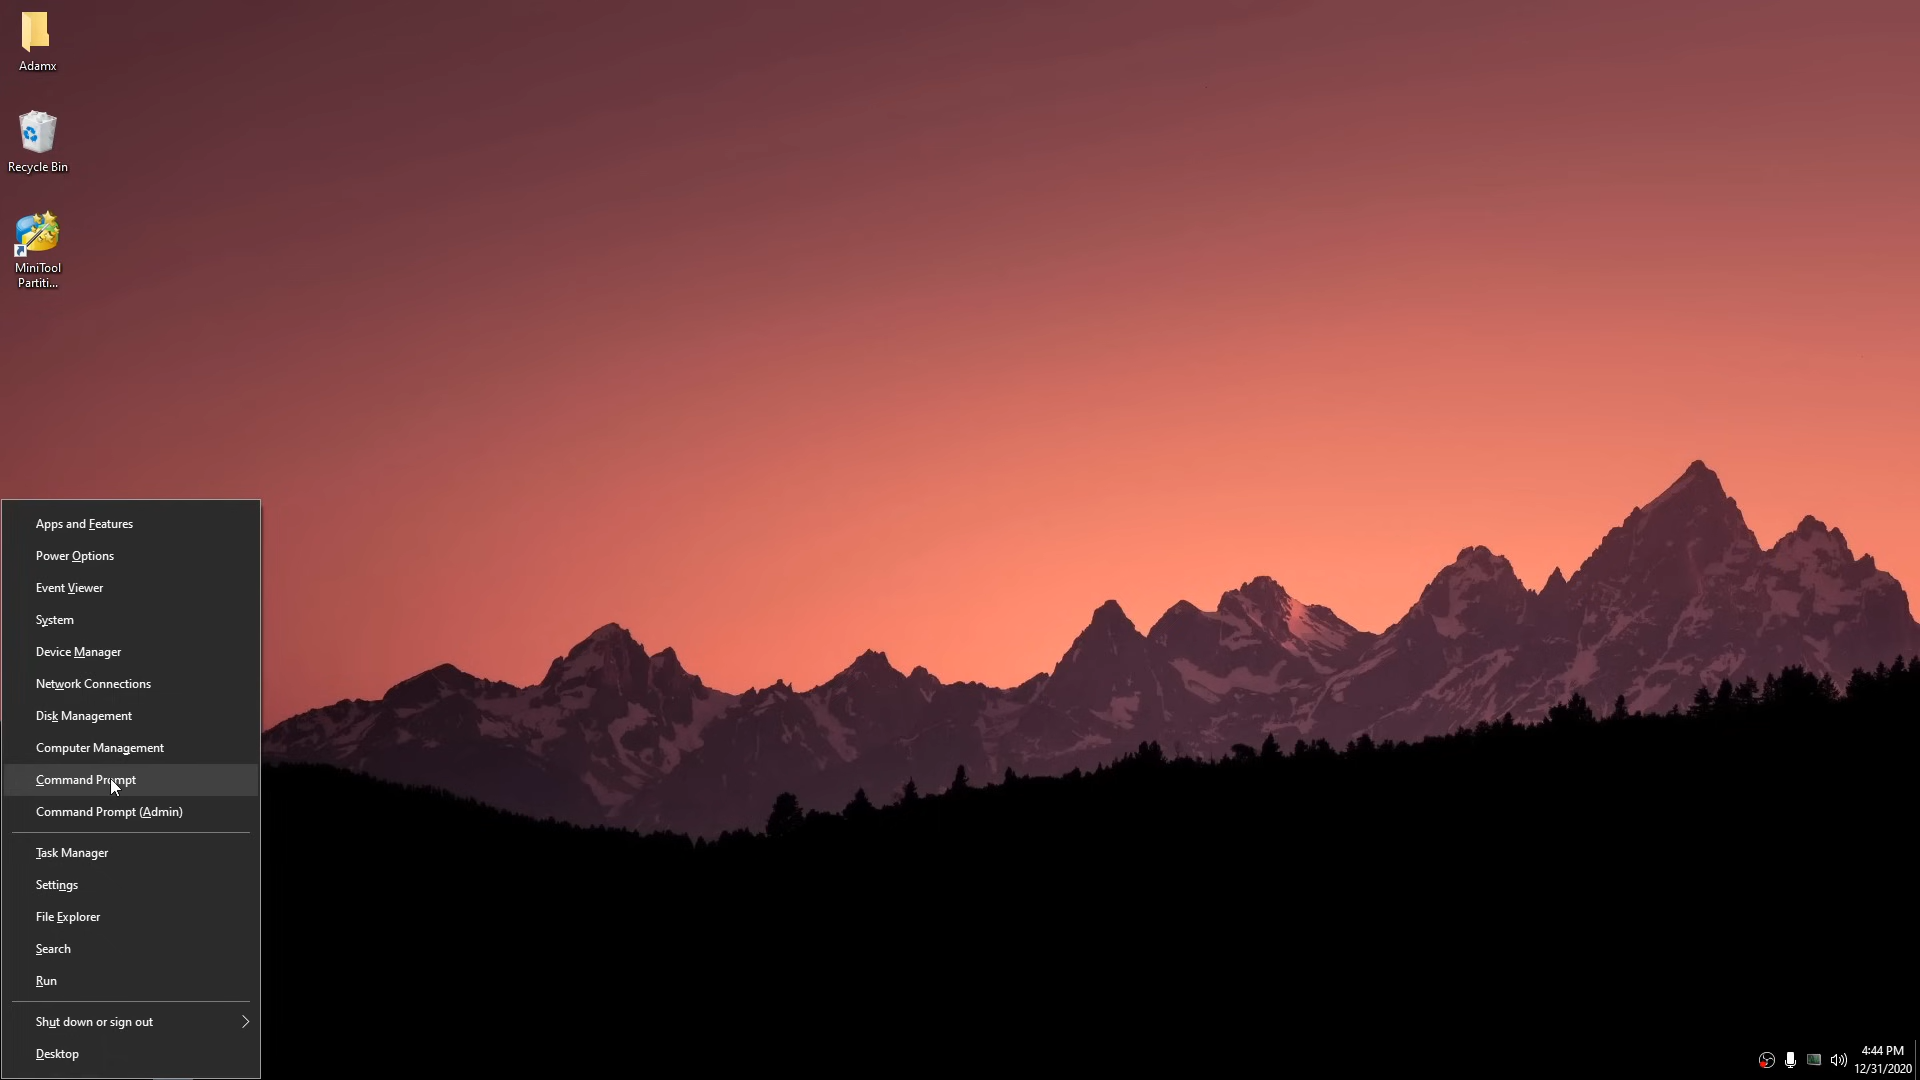 Adamx
Recycle Bin
MiniTool
Partiti...
Apps and Features
Power Options
Event Viewer
System
Device Manager
Network Connections
Disk Management
Computer Management
Command Prompt
Command Prompt (Admin)
Task Manager
Settings
File Explorer
Search
Run
Shut down or sign out
Desktop
4:44 PM
12/31/2020